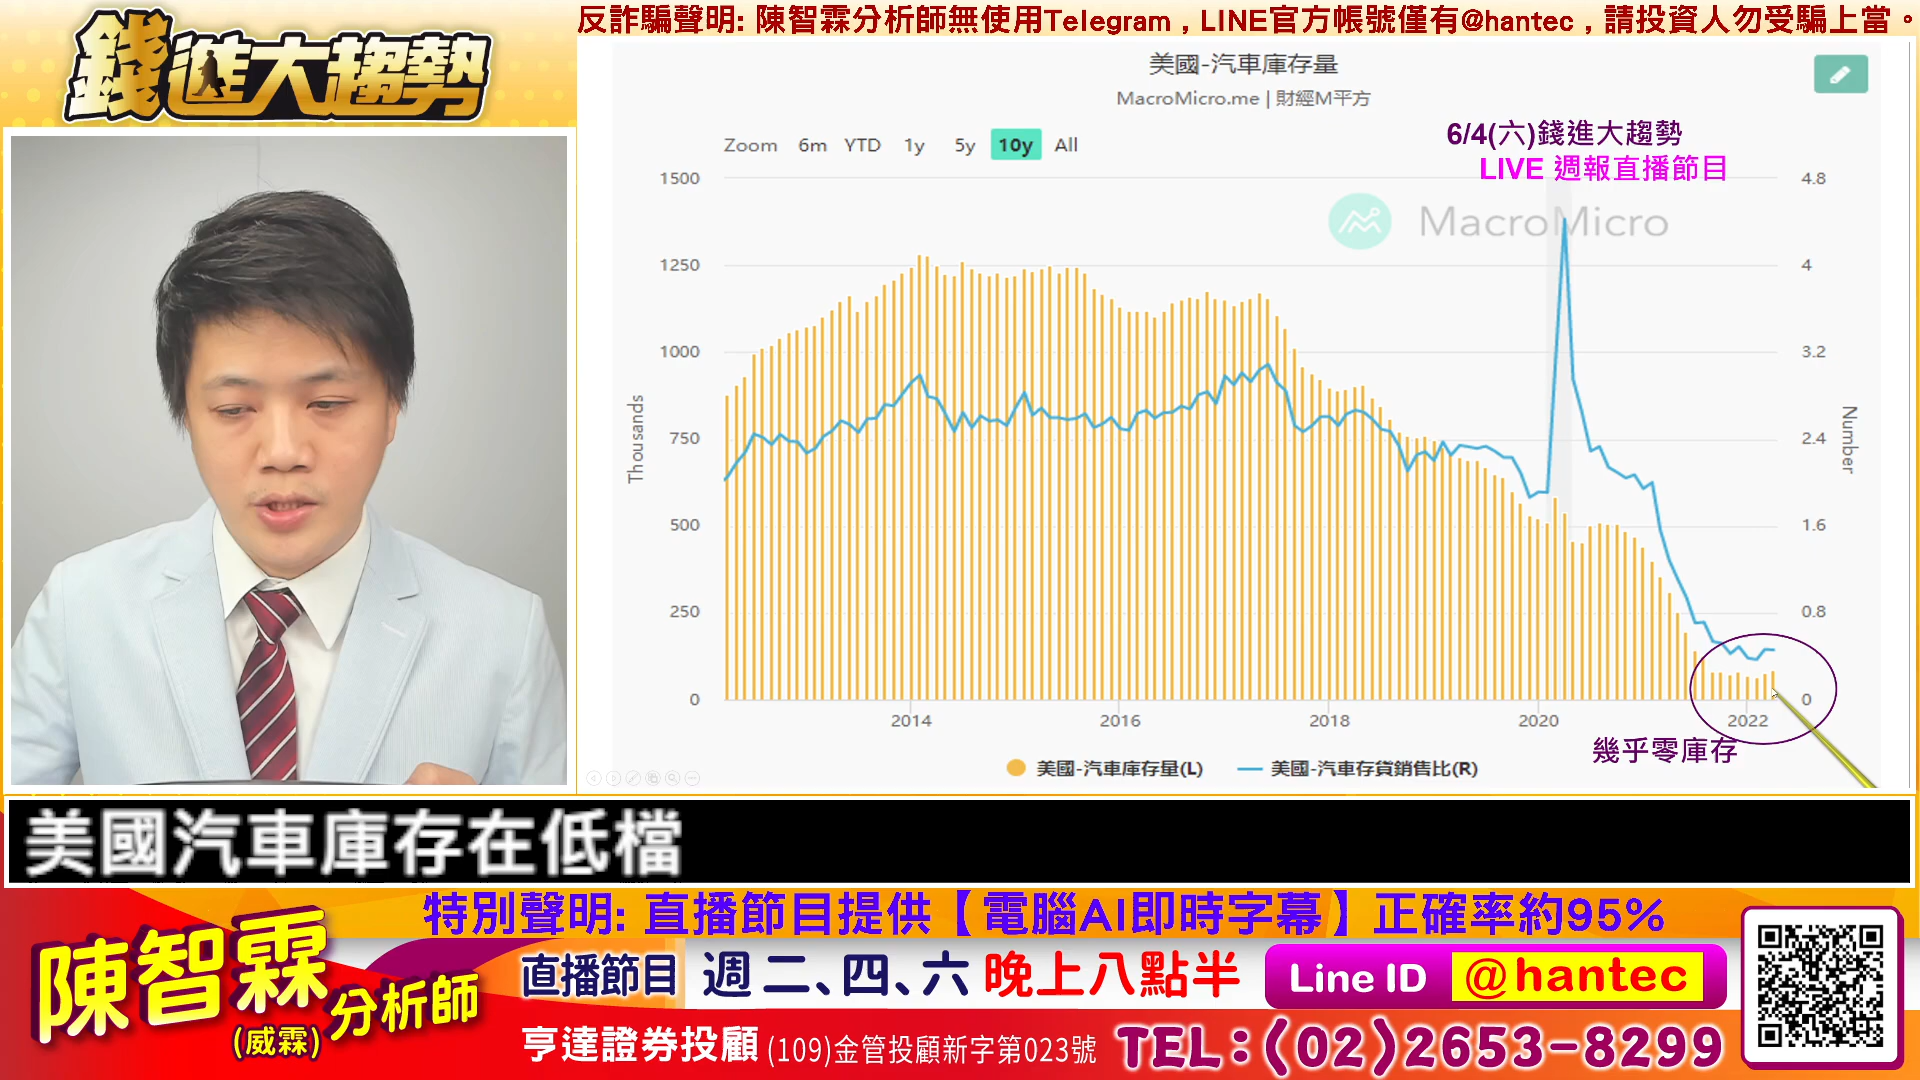 反詐騙聲明: 陳智霖分析師無使用Telegram , LINE官方帳號僅有@hantec , 請投資人勿受騙上當。
錢進大趨勢
美國-汽車庫存量
MacroMicro.me | 財經M平方
6/4(六)錢進大趨勢
LIVE 週報直播節目
Zoom 6m YTD 1y 5y 10y All
MacroMicro
1500 4.8
1250 4
1000 3.2
750 2.4
500 1.6
250 0.8
0 0
Thousands
Number
2014 2016 2018 2020 2022
幾乎零庫存
美國-汽車庫存量(L) 美國-汽車存貨銷售比(R)
美國汽車庫存在低檔
特別聲明: 直播節目提供【電腦AI即時字幕】正確率約95%
陳智霖分析師
(威霖)
直播節目 週二、四、六 晚上八點半
Line ID @hantec
亨達證券投顧 (109)金管投顧新字第023號 TEL:(02)2653-8299